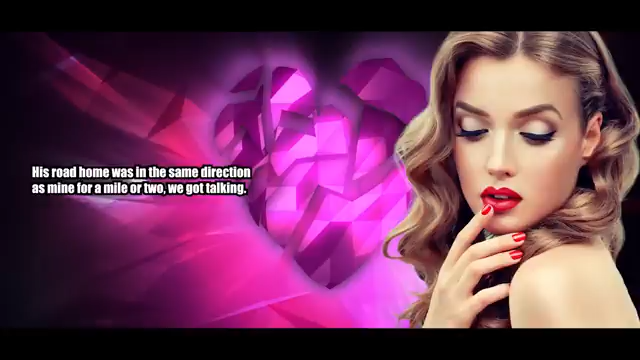 His road home was in the same direction
as mine for a mile or two, we got talking.